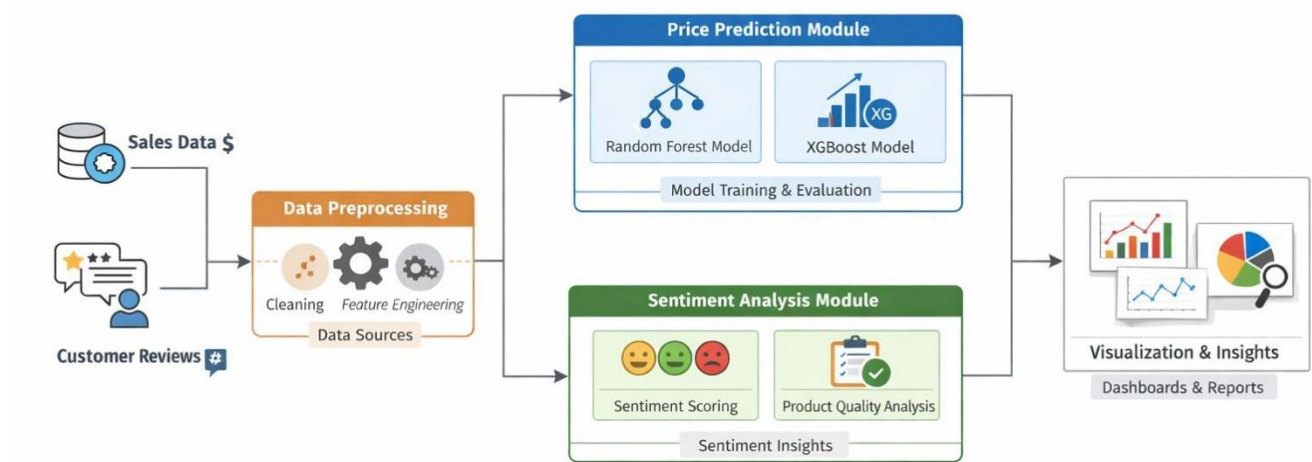 Price Prediction Module
Random Forest Model
XG
XGBoost Model
Model Training & Evaluation
Sales Data $
Data Preprocessing
Cleaning
Feature Engineering
Data Sources
Customer Reviews #
Sentiment Analysis Module
Sentiment Scoring
Product Quality Analysis
Sentiment Insights
Visualization & Insights
Dashboards & Reports